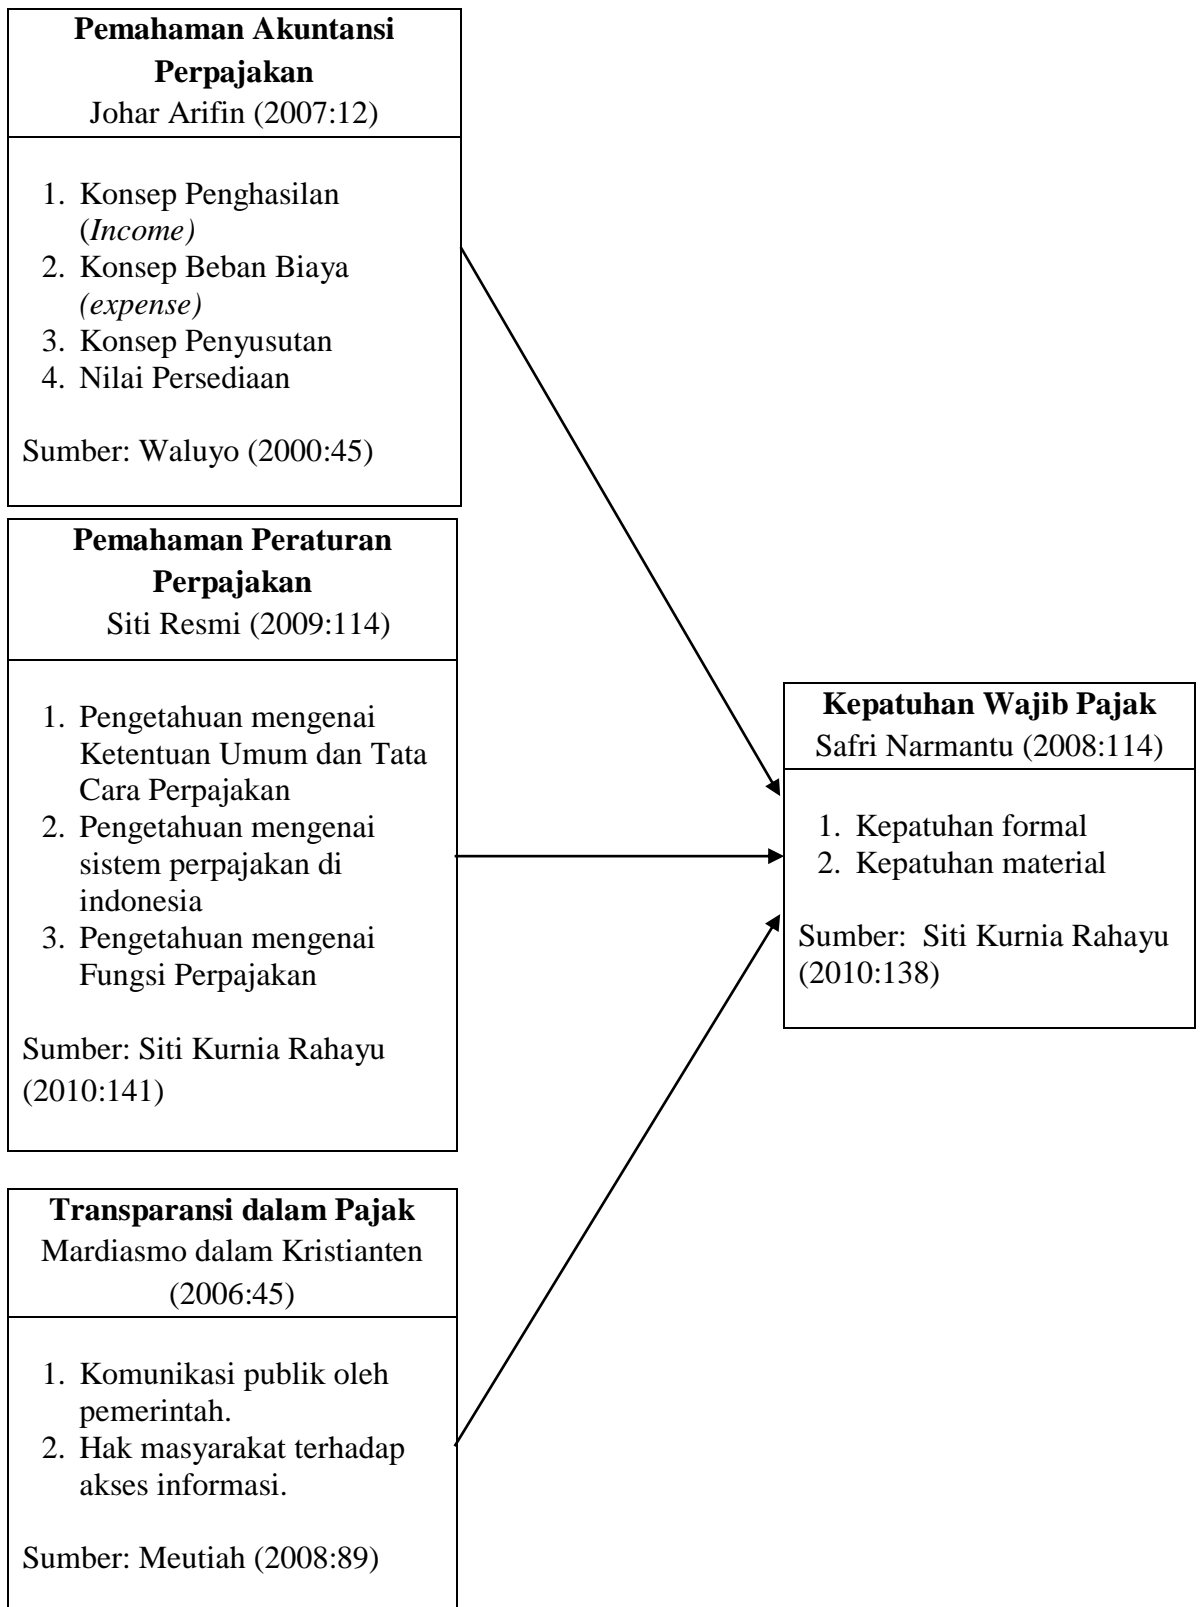 Pemahaman Akuntansi
Perpajakan
Johar Arifin (2007:12)
1. Konsep Penghasilan
(Income)
2. Konsep Beban Biaya
(expense)
3. Konsep Penyusutan
4. Nilai Persediaan
Sumber: Waluyo (2000:45)
Pemahaman Peraturan
Perpajakan
Siti Resmi (2009:114)
1. Pengetahuan mengenai
Ketentuan Umum dan Tata
Cara Perpajakan
2. Pengetahuan mengenai
sistem perpajakan di
indonesia
3. Pengetahuan mengenai
Fungsi Perpajakan
Sumber: Siti Kurnia Rahayu
(2010:141)
Transparansi dalam Pajak
Mardiasmo dalam Kristianten
(2006:45)
1. Komunikasi publik oleh
pemerintah.
2. Hak masyarakat terhadap
akses informasi.
Sumber: Meutiah (2008:89)
Kepatuhan Wajib Pajak
Safri Narmantu (2008:114)
1. Kepatuhan formal
2. Kepatuhan material
Sumber: Siti Kurnia Rahayu
(2010:138)